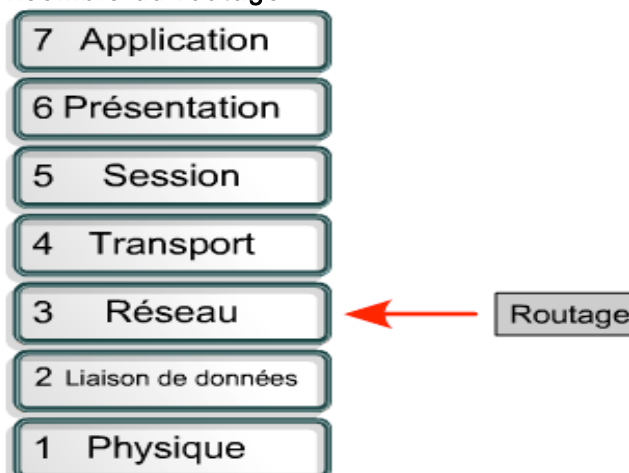 7 Application
6 Présentation
5 Session
4 Transport
3 Réseau
Routage
2 Liaison de données
1 Physique